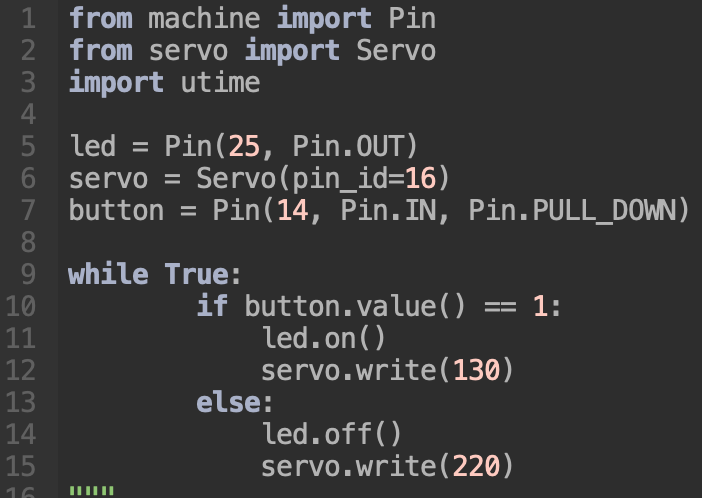 1 from machine import Pin
2 from servo import Servo
3 import utime
4
5 led = Pin(25, Pin.OUT)
6 servo = Servo(pin_id=16)
7 button = Pin(14, Pin.IN, Pin.PULL_DOWN)
8
9 while True:
10         if button.value() == 1:
11             led.on()
12             servo.write(130)
13         else:
14             led.off()
15             servo.write(220)
16 """